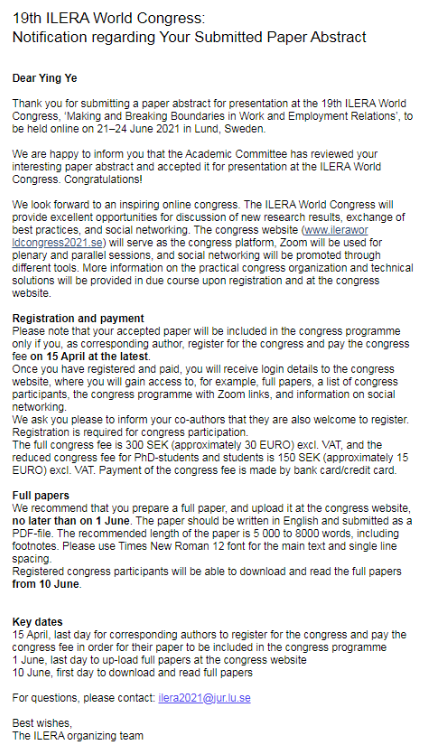 19th ILERA World Congress:
Notification regarding Your Submitted Paper Abstract
Dear Ying Ye
Thank you for submitting a paper abstract for presentation at the 19th ILERA World
Congress, 'Making and Breaking Boundaries in Work and Employment Relations', to
be held online on 21–24 June 2021 in Lund, Sweden.
We are happy to inform you that the Academic Committee has reviewed your
interesting paper abstract and accepted it for presentation at the ILERA World
Congress. Congratulations!
We look forward to an inspiring online congress. The ILERA World Congress will
provide excellent opportunities for discussion of new research results, exchange of
best practices, and social networking. The congress website (www.ilerawor
ldcongress2021.se) will serve as the congress platform, Zoom will be used for
plenary and parallel sessions, and social networking will be promoted through
different tools. More information on the practical congress organization and technical
solutions will be provided in due course upon registration and at the congress
website.
Registration and payment
Please note that your accepted paper will be included in the congress programme
only if you, as corresponding author, register for the congress and pay the congress
fee on 15 April at the latest.
Once you have registered and paid, you will receive login details to the congress
website, where you will gain access to, for example, full papers, a list of congress
participants, the congress programme with Zoom links, and information on social
networking.
We ask you please to inform your co-authors that they are also welcome to register.
Registration is required for congress participation.
The full congress fee is 300 SEK (approximately 30 EURO) excl. VAT, and the
reduced congress fee for PhD-students and students is 150 SEK (approximately 15
EURO) excl. VAT. Payment of the congress fee is made by bank card/credit card.
Full papers
We recommend that you prepare a full paper, and upload it at the congress website,
no later than on 1 June. The paper should be written in English and submitted as a
PDF-file. The recommended length of the paper is 5 000 to 8000 words, including
footnotes. Please use Times New Roman 12 font for the main text and single line
spacing.
Registered congress participants will be able to download and read the full papers
from 10 June.
Key dates
15 April, last day for corresponding authors to register for the congress and pay the
congress fee in order for their paper to be included in the congress programme
1 June, last day to up-load full papers at the congress website
10 June, first day to download and read full papers
For questions, please contact: ilera2021@jur.lu.se
Best wishes,
The ILERA organizing team